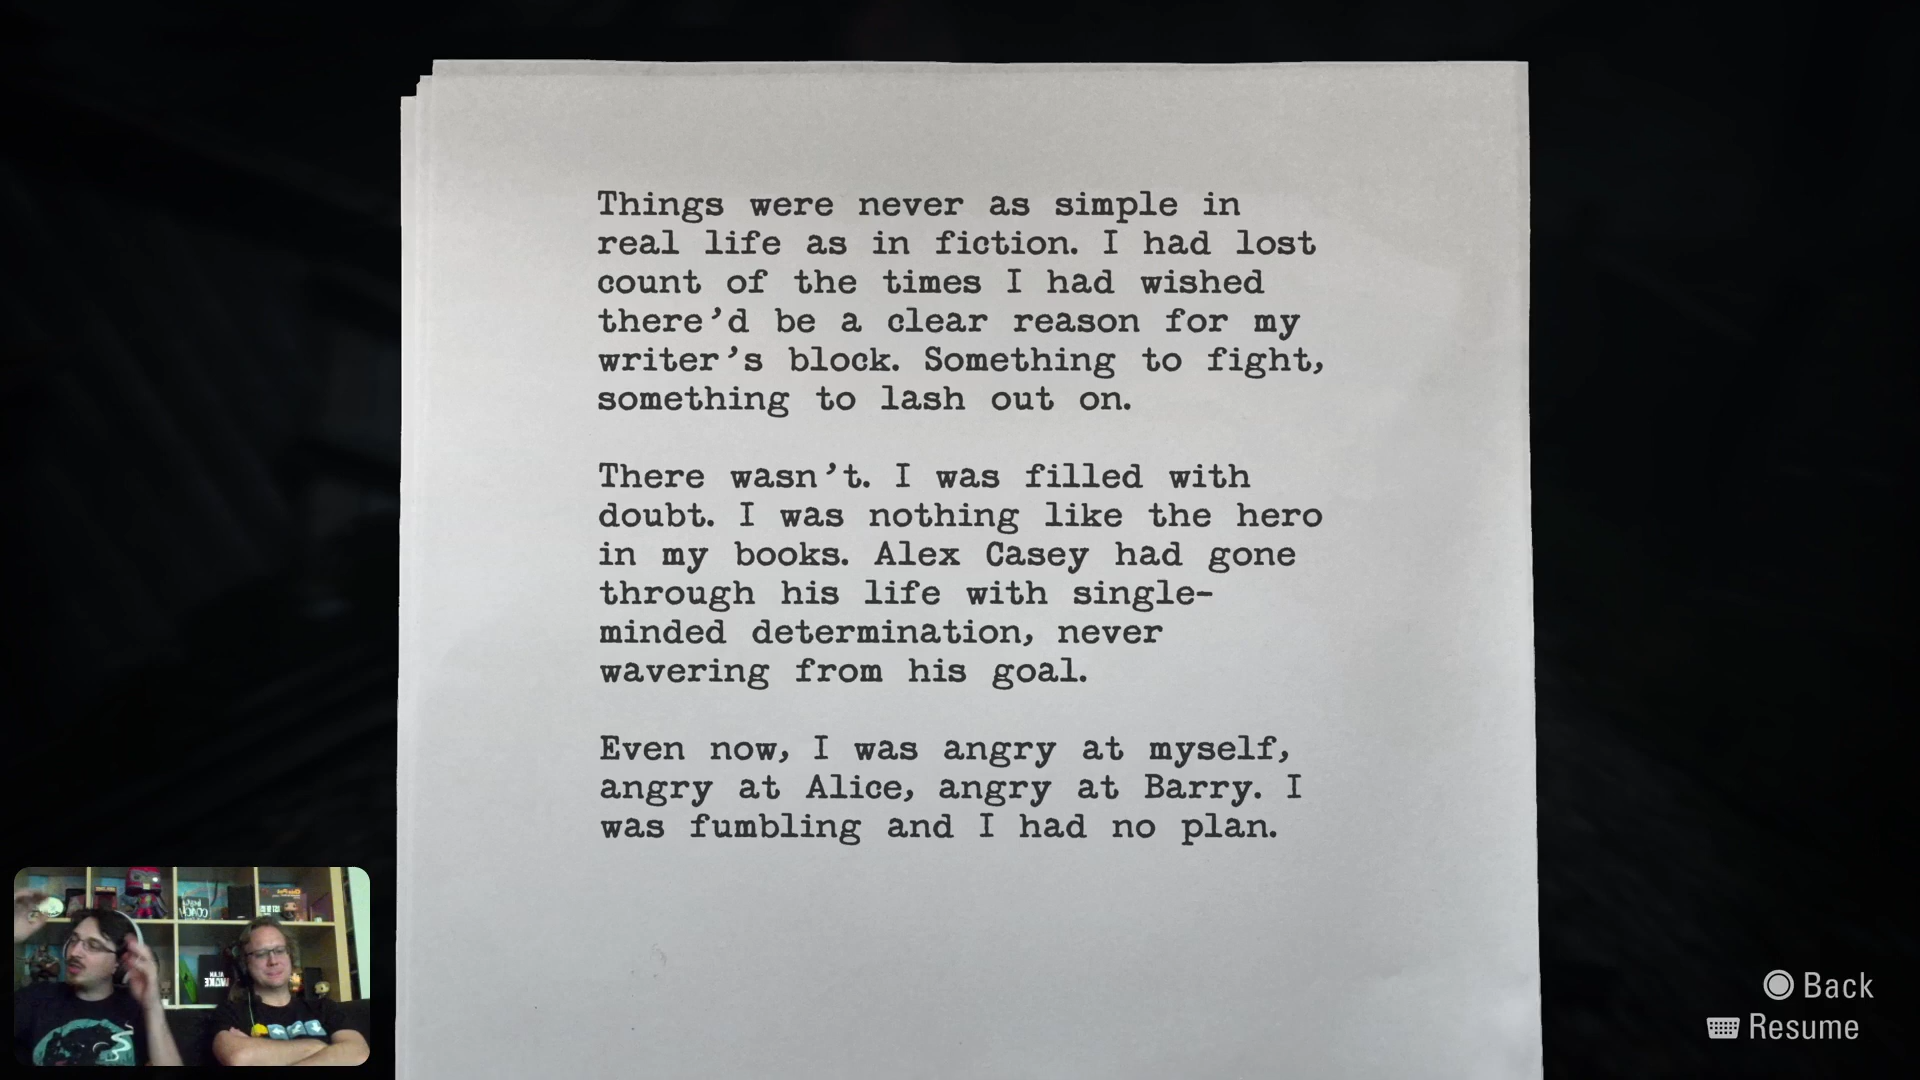 Things were never as simple in
real life as in fiction. I had lost
count of the times I had wished
there’d be a clear reason for my
writer’s block. Something to fight,
something to lash out on.
There wasn’t. I was filled with
doubt. I was nothing like the hero
in my books. Alex Casey had gone
through his life with single-
minded determination, never
wavering from his goal.
Even now, I was angry at myself,
angry at Alice, angry at Barry. I
was fumbling and I had no plan.
Back
Resume